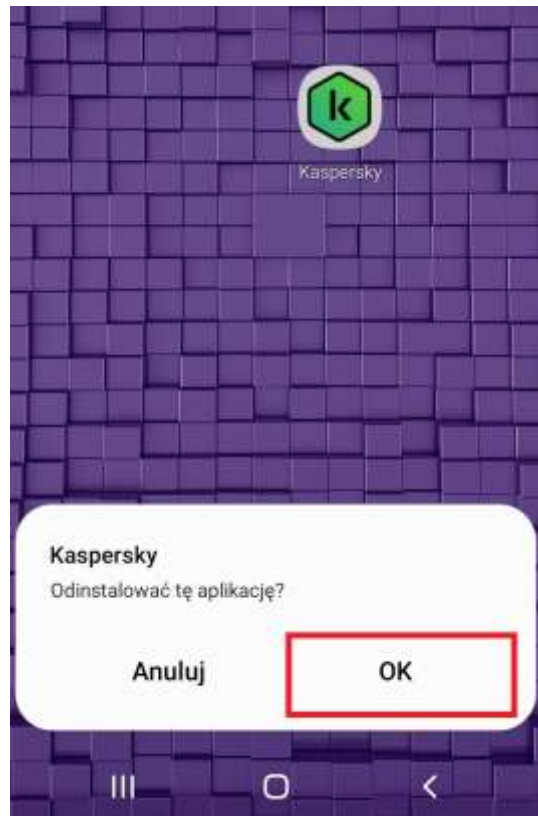 k
Kaspersky
Kaspersky
Odinstalować tę aplikację?
Anuluj
OK